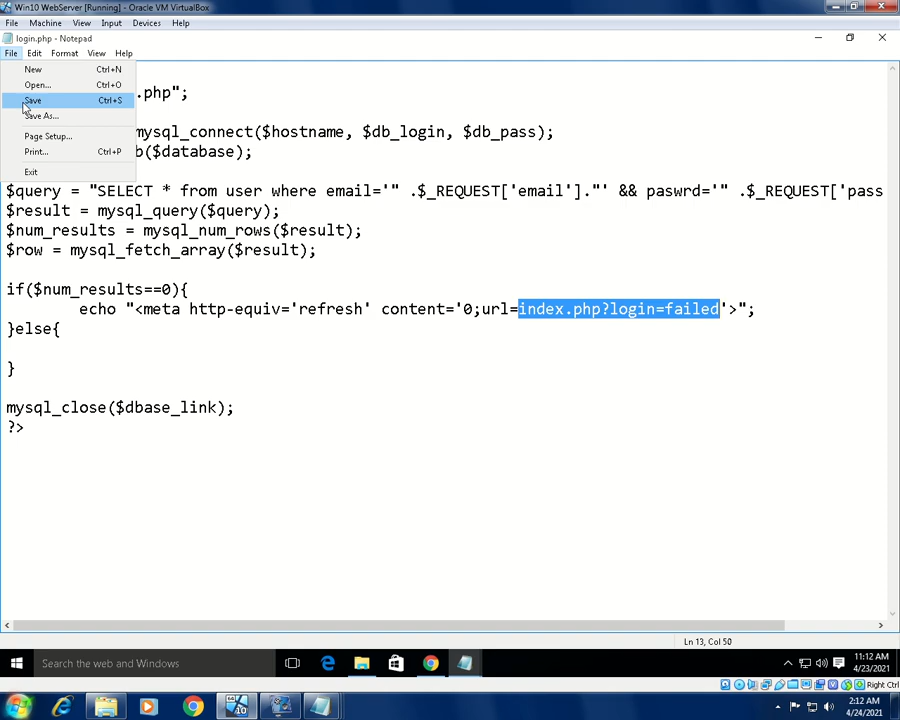 Win10 WebServer [Running] - Oracle VM VirtualBox
File Machine View Input Devices Help
login.php - Notepad
File Edit Format View Help
New Ctrl+N
Open... Ctrl+O
Save Ctrl+S
Save As...
Page Setup...
Print... Ctrl+P
Exit
.php";
mysql_connect($hostname, $db_login, $db_pass);
b($database);
$query = "SELECT * from user where email='" .$_REQUEST['email']."' && paswrd='" .$_REQUEST['pass
$result = mysql_query($query);
$num_results = mysql_num_rows($result);
$row = mysql_fetch_array($result);
if($num_results==0){
echo "<meta http-equiv='refresh' content='0;url=index.php?login=failed'>";
}else{
}
mysql_close($dbase_link);
?>
Ln 13, Col 50
Search the web and Windows
11:12 AM
4/23/2021
Right Ctrl
2:12 AM
4/24/2021